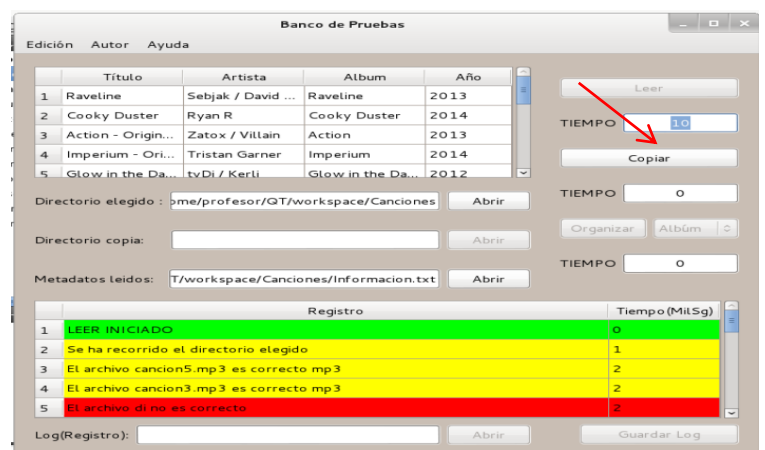 Banco de Pruebas
Edición Autor Ayuda
Título Artista Album Año
1 Raveline Sebjak / David ... Raveline 2013
2 Cooky Duster Ryan R Cooky Duster 2014
3 Action - Origin... Zatox / Villain Action 2013
4 Imperium - Ori... Tristan Garner Imperium 2014
5 Glow in the Da... tyDi / Kerli Glow in the Da... 2012
Leer
TIEMPO 10
Copiar
TIEMPO 0
Organizar Albúm
TIEMPO 0
Directorio elegido : ome/profesor/QT/workspace/Canciones Abrir
Directorio copia: Abrir
Metadatos leidos: T/workspace/Canciones/Informacion.txt Abrir
Registro Tiempo(MilSg)
1 LEER INICIADO 0
2 Se ha recorrido el directorio elegido 1
3 El archivo cancion5.mp3 es correcto mp3 2
4 El archivo cancion3.mp3 es correcto mp3 2
5 El archivo di no es correcto 2
Log(Registro): Abrir Guardar Log